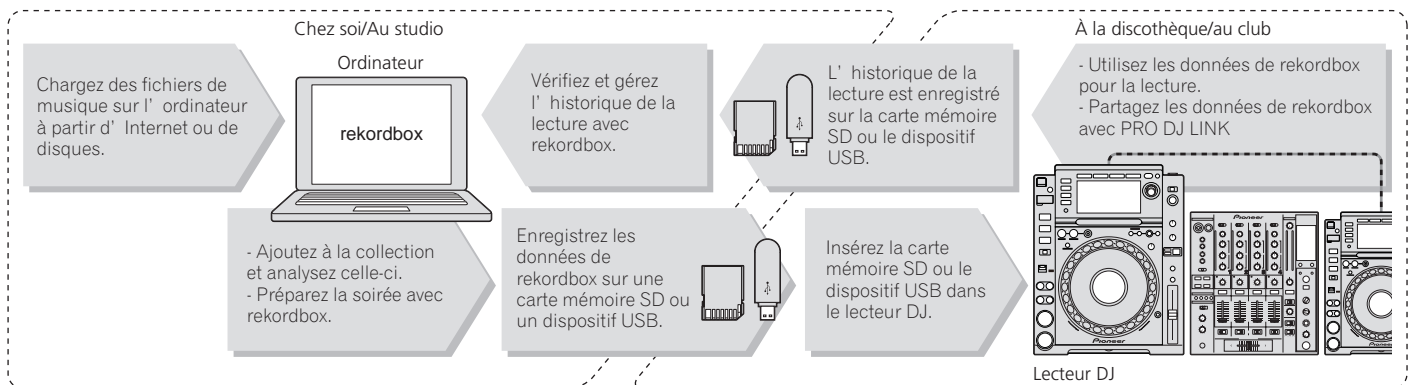 Chez soi/Au studio
À la discothèque/au club
Chargez des fichiers de
musique sur l’ ordinateur
à partir d’ Internet ou de
disques.
Ordinateur
rekordbox
Vérifiez et gérez
l’ historique de la
lecture avec
rekordbox.
L’ historique de la
lecture est enregistré
sur la carte mémoire
SD ou le dispositif
USB.
- Utilisez les données de rekordbox
pour la lecture.
- Partagez les données de rekordbox
avec PRO DJ LINK
- Ajoutez à la collection
et analysez celle-ci.
- Préparez la soirée avec
rekordbox.
Enregistrez les
données de
rekordbox sur une
carte mémoire SD ou
un dispositif USB.
Insérez la carte
mémoire SD ou le
dispositif USB dans
le lecteur DJ.
Pioneer
Pioneer
Pioneer
Lecteur DJ